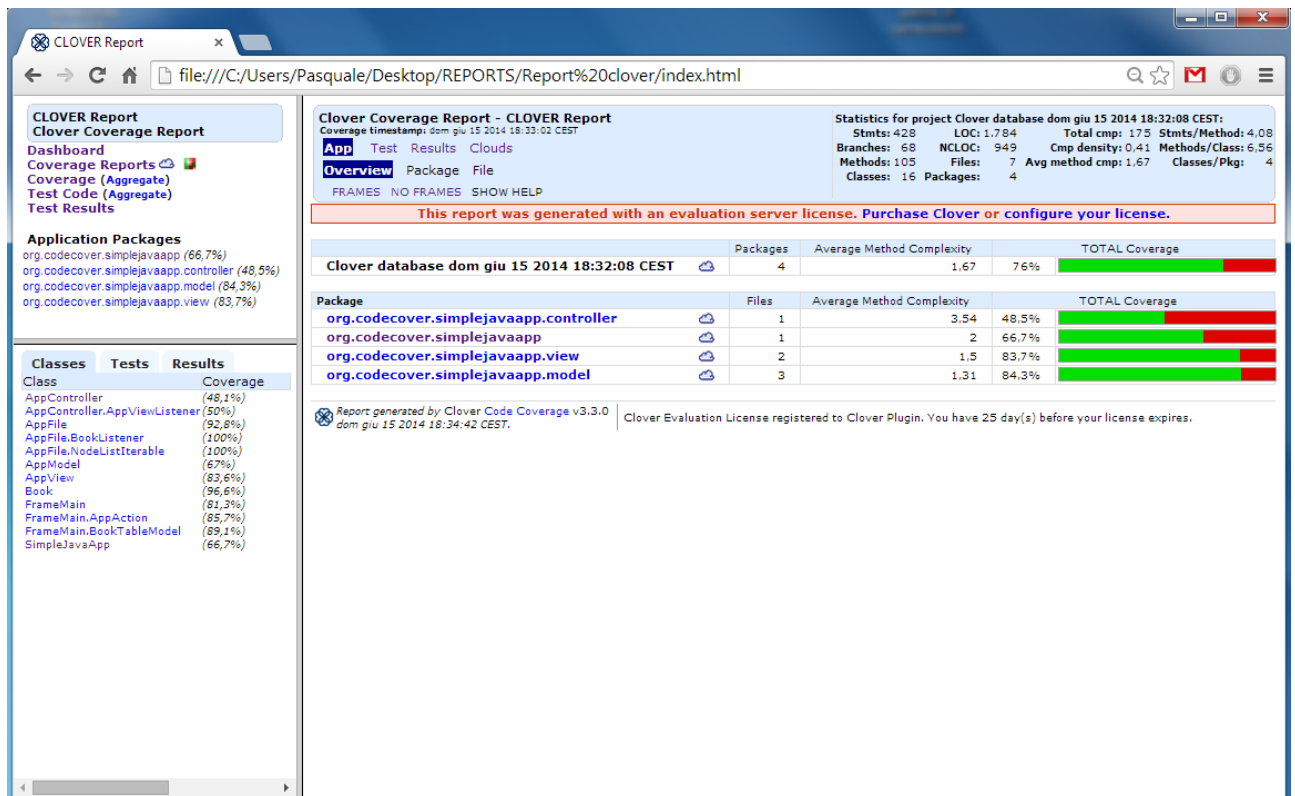 CLOVER Report
file:///C:/Users/Pasquale/Desktop/REPORTS/Report%20clover/index.html
CLOVER Report
Clover Coverage Report
Dashboard
Coverage Reports
Coverage (Aggregate)
Test Code (Aggregate)
Test Results
Application Packages
org.codecover.simplejavaapp (66,7%)
org.codecover.simplejavaapp.controller (48,5%)
org.codecover.simplejavaapp.model (84,3%)
org.codecover.simplejavaapp.view (83,7%)
Classes Tests Results
Class Coverage
AppController (48,1%)
AppController.AppViewListener (50%)
AppFile (92,8%)
AppFile.BookListener (100%)
AppFile.NodeListIterable (100%)
AppModel (67%)
AppView (83,6%)
Book (96,6%)
FrameMain (81,3%)
FrameMain.AppAction (85,7%)
FrameMain.BookTableModel (89,1%)
SimpleJavaApp (66,7%)
Clover Coverage Report - CLOVER Report
Coverage timestamp: dom giu 15 2014 18:33:02 CEST
App Test Results Clouds
Overview Package File
FRAMES NO FRAMES SHOW HELP
Statistics for project Clover database dom giu 15 2014 18:32:08 CEST:
Stmts: 428 LOC: 1.784 Total cmp: 175 Stmts/Method: 4,08
Branches: 68 NCLOC: 949 Cmp density: 0,41 Methods/Class: 6,56
Methods: 105 Files: 7 Avg method cmp: 1,67 Classes/Pkg: 4
Classes: 16 Packages: 4
This report was generated with an evaluation server license. Purchase Clover or configure your license.
Packages Average Method Complexity TOTAL Coverage
Clover database dom giu 15 2014 18:32:08 CEST 4 1,67 76%
Package Files Average Method Complexity TOTAL Coverage
org.codecover.simplejavaapp.controller 1 3,54 48,5%
org.codecover.simplejavaapp 1 2 66,7%
org.codecover.simplejavaapp.view 2 1,5 83,7%
org.codecover.simplejavaapp.model 3 1,31 84,3%
Report generated by Clover Code Coverage v3.3.0
dom giu 15 2014 18:34:42 CEST.
Clover Evaluation License registered to Clover Plugin. You have 25 day(s) before your license expires.